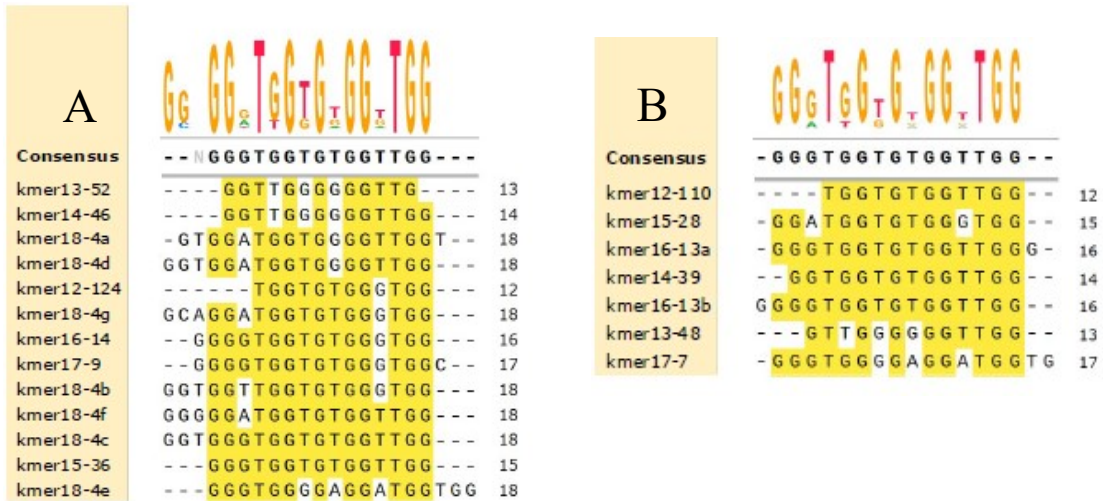 A
GG GGGTGGTGTGGTTGG
Consensus --NGGGTGGTGTGGTTGG---
kmer13-52 ----GGTTGGGGGGTTG---- 13
kmer14-46 ----GGTTGGGGGGTTGG--- 14
kmer18-4a -GTGGATGGTGGGGTTGGT-- 18
kmer18-4d GGTGGATGGTGGGGTTGG--- 18
kmer12-124 ------TGGTGTGGGTGG--- 12
kmer18-4g GCAGGATGGTGTGGGTGG--- 18
kmer16-14 --GGGGTGGTGTGGGTGG--- 16
kmer17-9 --GGGGTGGTGTGGGTGGC-- 17
kmer18-4b GGTGGTTGGTGTGGGTGG--- 18
kmer18-4f GGGGGATGGTGTGGTTGG--- 18
kmer18-4c GGTGGGTGGTGTGGTTGG--- 18
kmer15-36 ---GGGTGGTGTGGTTGG--- 15
kmer18-4e ---GGGTGGGGAGGATGGTGG 18
B
GGGTGGTGTGGTTGG
Consensus -GGGTGGTGTGGTTGG--
kmer12-110 ----TGGTGTGGTTGG-- 12
kmer15-28 -GGATGGTGTGGGTGG-- 15
kmer16-13a -GGGTGGTGTGGTTGGG- 16
kmer14-39 --GGTGGTGTGGTTGG-- 14
kmer16-13b GGGGTGGTGTGGTTGG-- 16
kmer13-48 ---GTTGGGGGGTTGG-- 13
kmer17-7 -GGGTGGGGAGGATGGTG 17